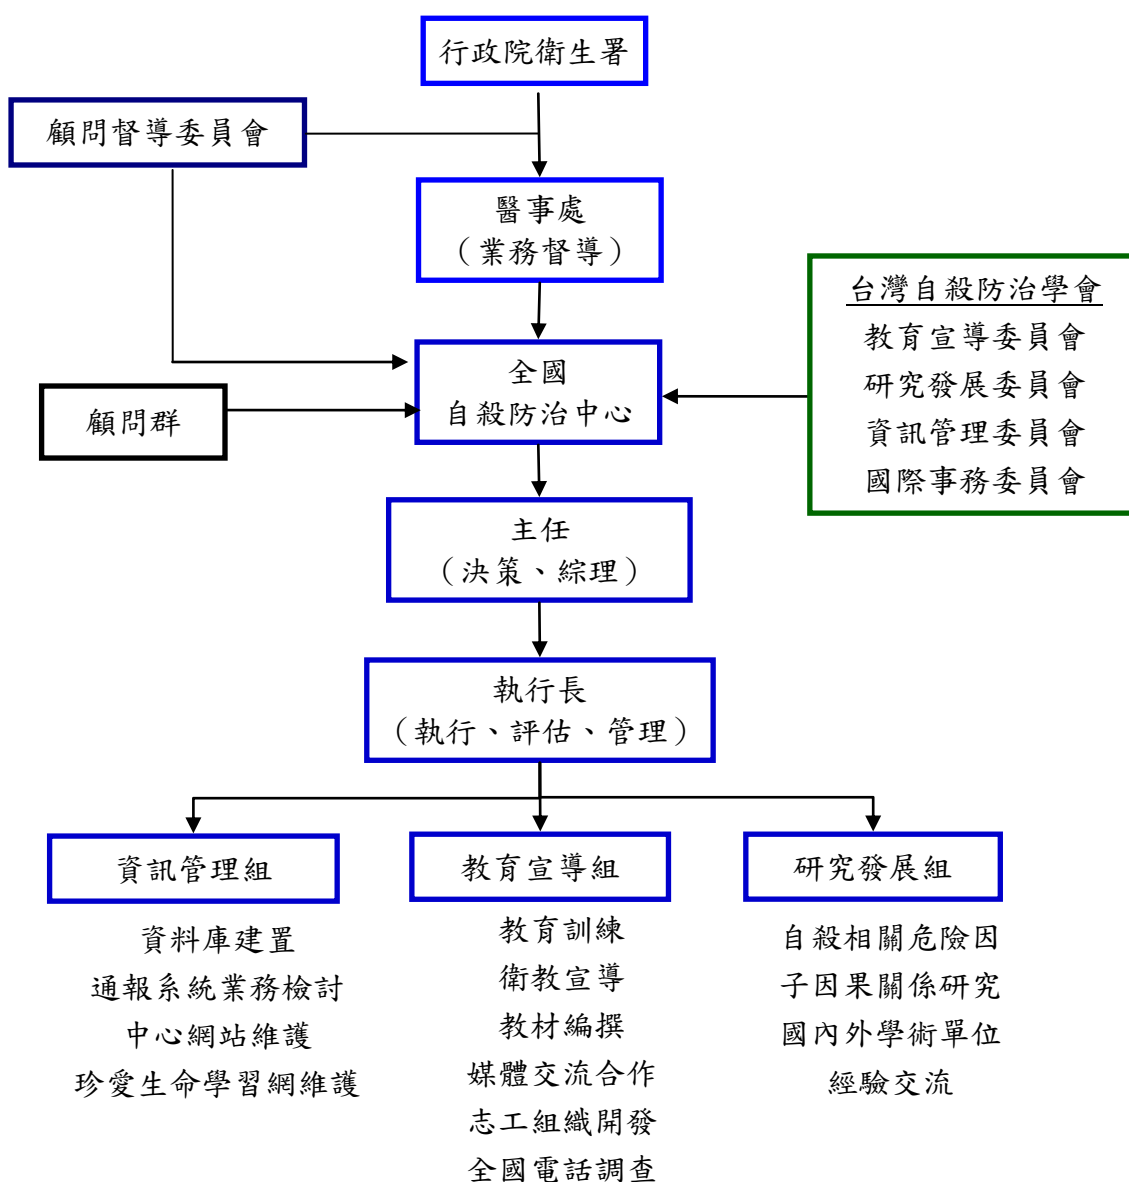 行政院衛生署
顧問督導委員會
醫事處
（業務督導）
台灣自殺防治學會
教育宣導委員會
研究發展委員會
資訊管理委員會
國際事務委員會
全國
自殺防治中心
顧問群
主任
（決策、綜理）
執行長
（執行、評估、管理）
資訊管理組
資料庫建置
通報系統業務檢討
中心網站維護
珍愛生命學習網維護
教育宣導組
教育訓練
衛教宣導
教材編撰
媒體交流合作
志工組織開發
全國電話調查
研究發展組
自殺相關危險因
子因果關係研究
國內外學術單位
經驗交流